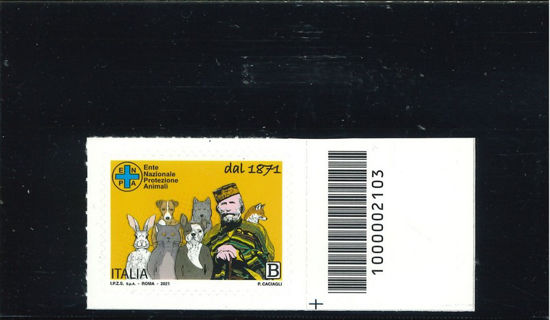 E N
P A
Ente
Nazionale
Protezione
Animali
dal 1871
ITALIA
B
I.P.Z.S. S.p.A. - ROMA - 2021
P. CACIAGLI
1000002103